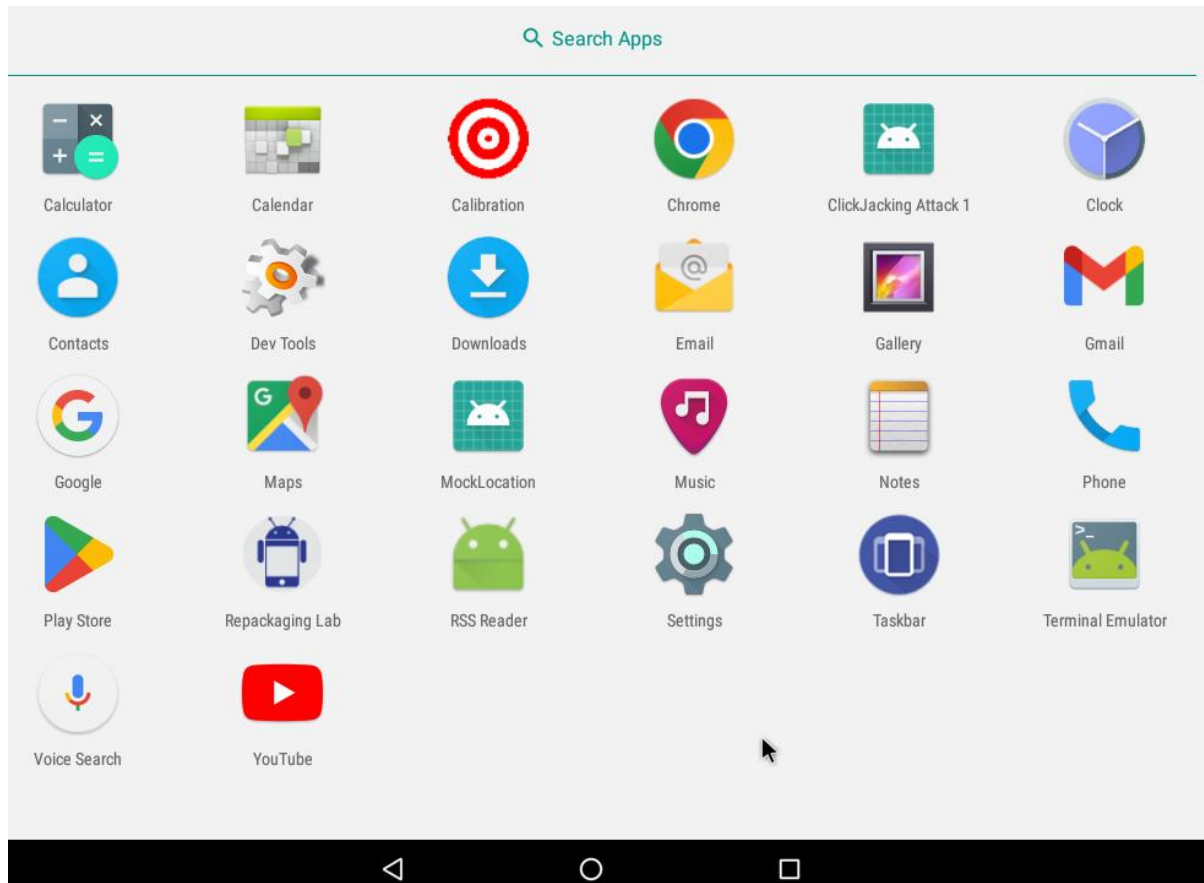 Search Apps
Calculator Calendar Calibration Chrome ClickJacking Attack 1 Clock
Contacts Dev Tools Downloads Email Gallery Gmail
Google Maps MockLocation Music Notes Phone
Play Store Repackaging Lab RSS Reader Settings Taskbar Terminal Emulator
Voice Search YouTube